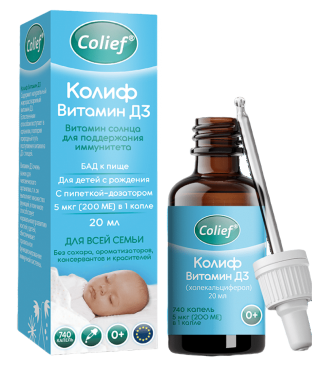 Colief®
Колиф
Витамин Д3
Витамин солнца
для поддержания
иммунитета
БАД к пище
Для детей с рождения
С пипеткой-дозатором
5 мкг (200 МЕ) в 1 капле
20 мл
ДЛЯ ВСЕЙ СЕМЬИ
Без сахара, ароматизаторов,
консервантов и красителей
740
КАПЕЛЬ
0+
Colief®
Колиф
Витамин Д3
(холекальциферол)
20 мл
740 капель
5 мкг (200 МЕ)
в 1 капле
0+